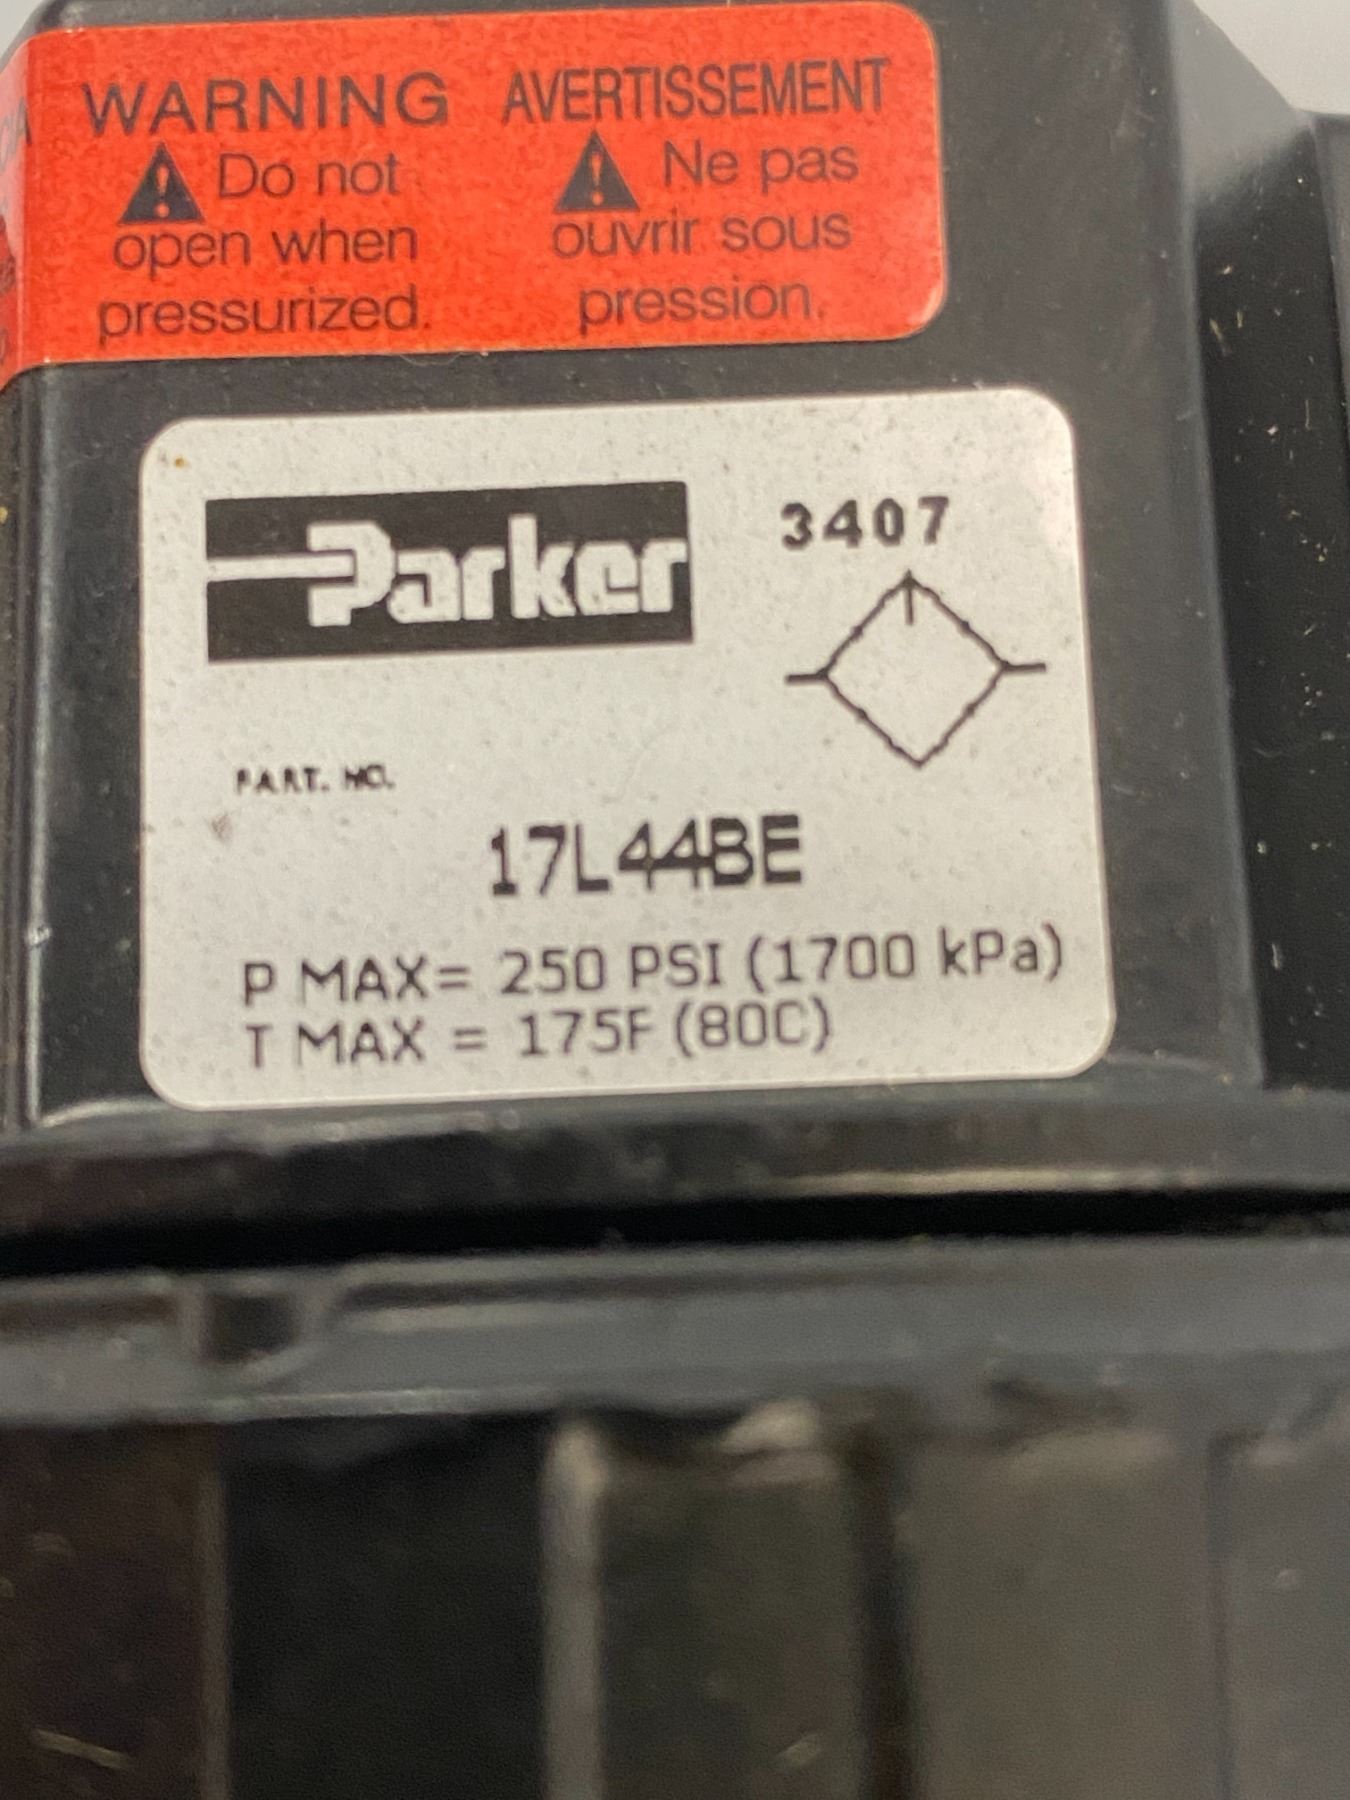 WARNING
Do not
open when
pressurized.
AVERTISSEMENT
Ne pas
ouvrir sous
pression.
Parker
3407
PART. NO.
17L44BE
P MAX= 250 PSI (1700 kPa)
T MAX = 175F (80C)